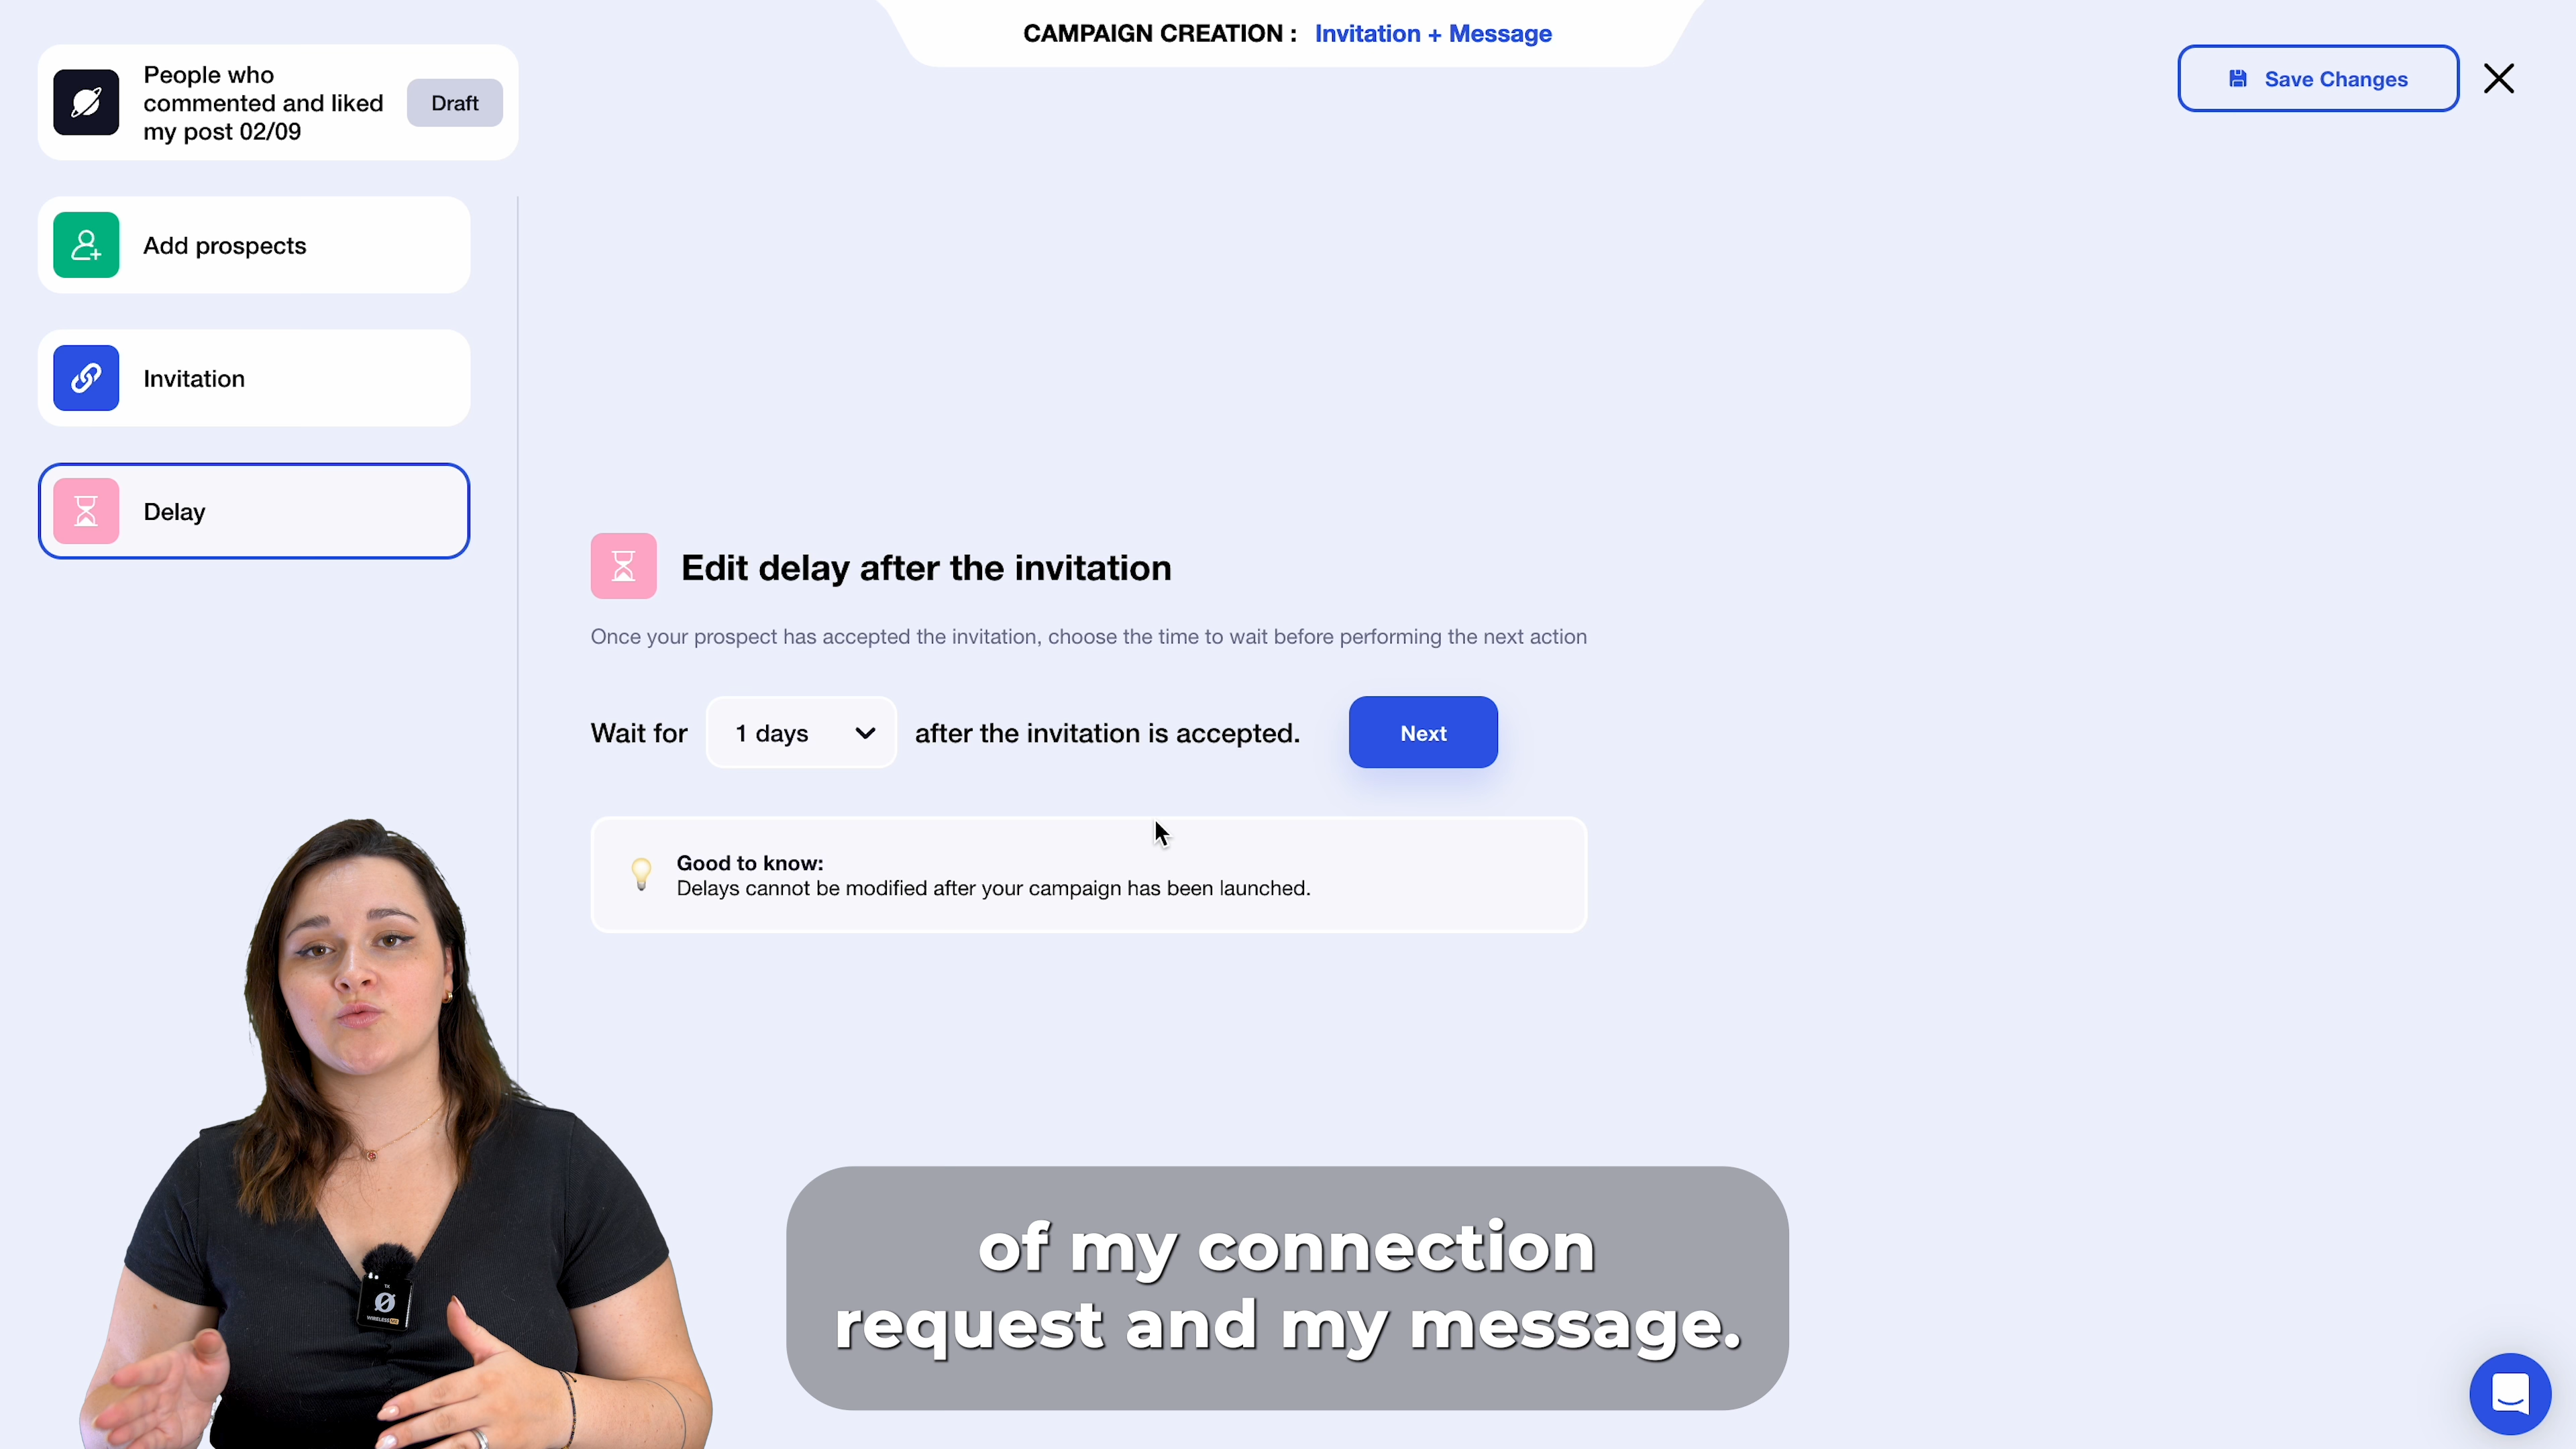 CAMPAIGN CREATION : Invitation + Message
People who
commented and liked
my post 02/09
Draft
Save Changes
Add prospects
Invitation
Delay
Edit delay after the invitation
Once your prospect has accepted the invitation, choose the time to wait before performing the next action
Wait for 1 days after the invitation is accepted. Next
Good to know:
Delays cannot be modified after your campaign has been launched.
TX
WIRELESS ME
of my connection
request and my message.